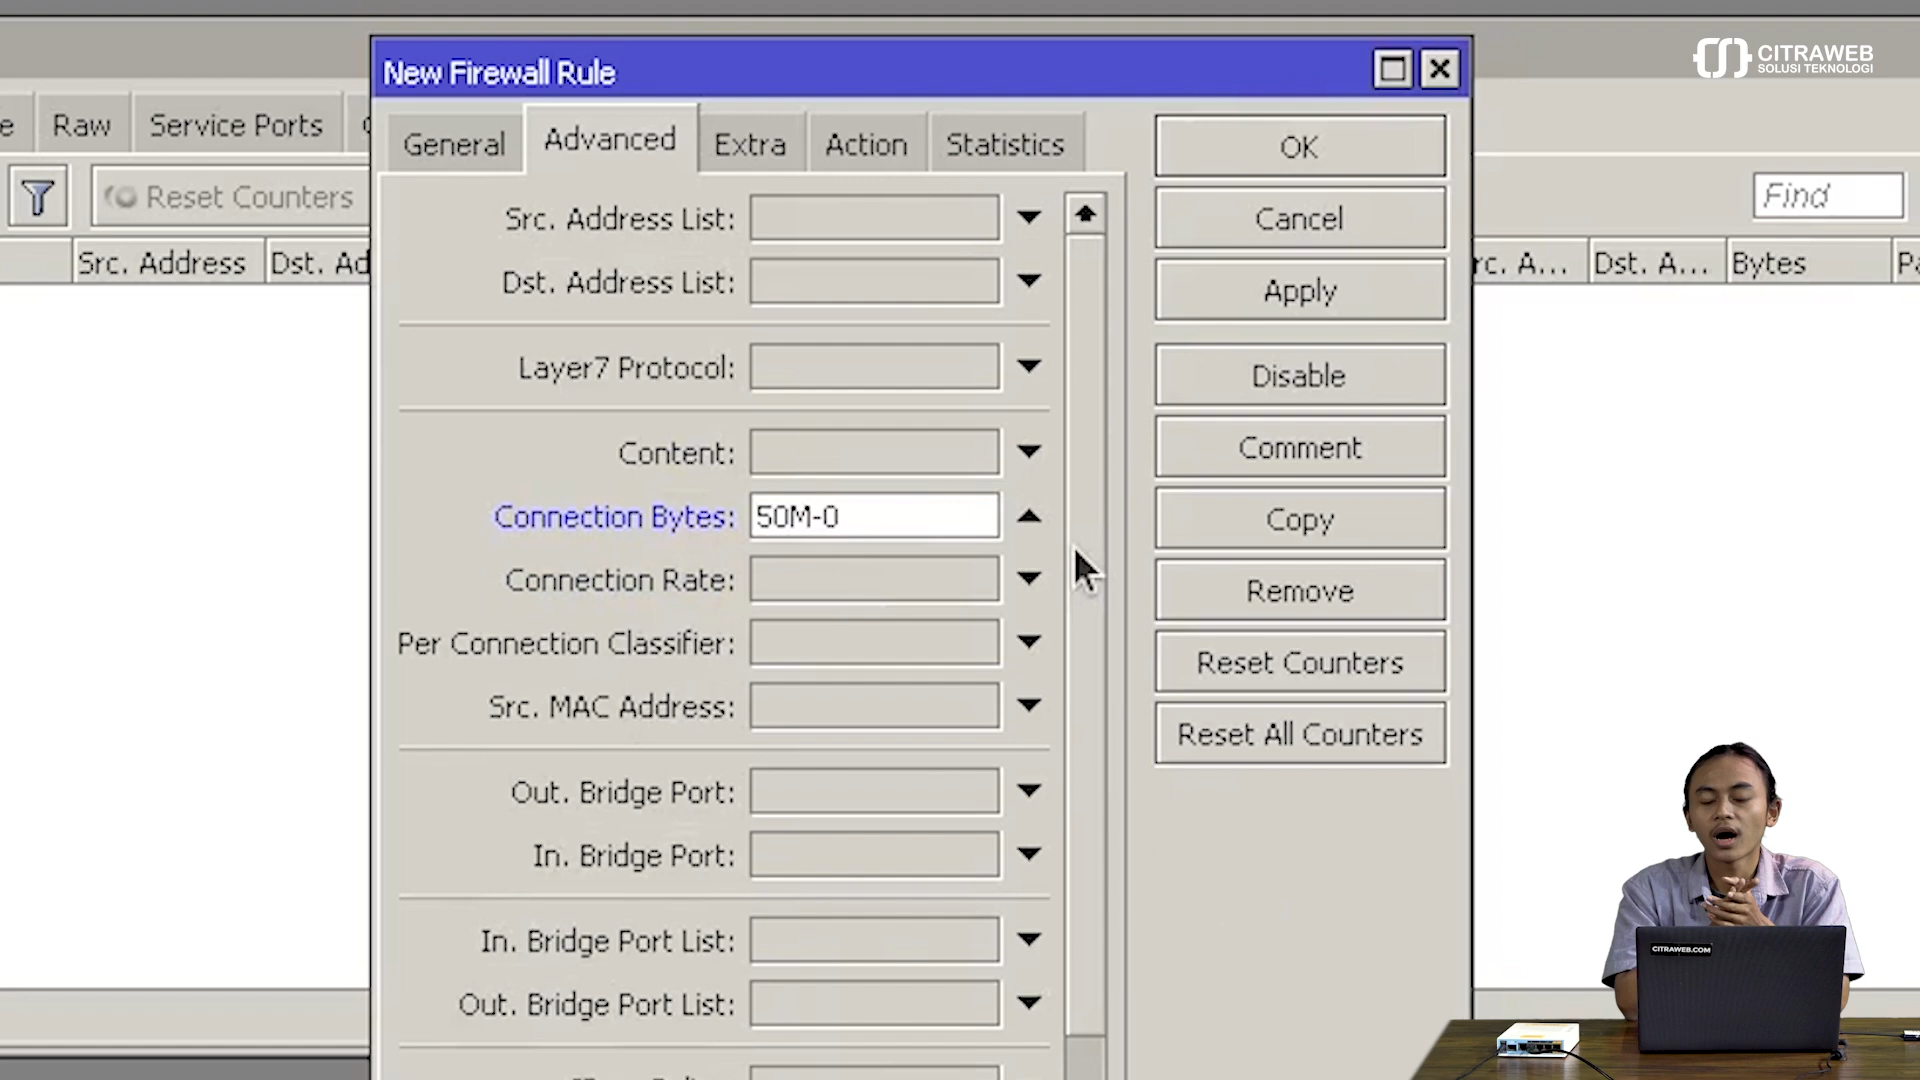 New Firewall Rule
CITRAWEB
SOLUSI TEKNOLOGI
Raw
Service Ports
General
Advanced
Extra
Action
Statistics
OK
Reset Counters
Find
Src. Address List:
Cancel
Src. Address
Dst. Ad
Dst. Address List:
Apply
rc. A...
Dst. A...
Bytes
Pa
Layer7 Protocol:
Disable
Content:
Comment
Connection Bytes:
50M-0
Copy
Connection Rate:
Remove
Per Connection Classifier:
Reset Counters
Src. MAC Address:
Reset All Counters
Out. Bridge Port:
In. Bridge Port:
In. Bridge Port List:
CITRAWEB.COM
Out. Bridge Port List: